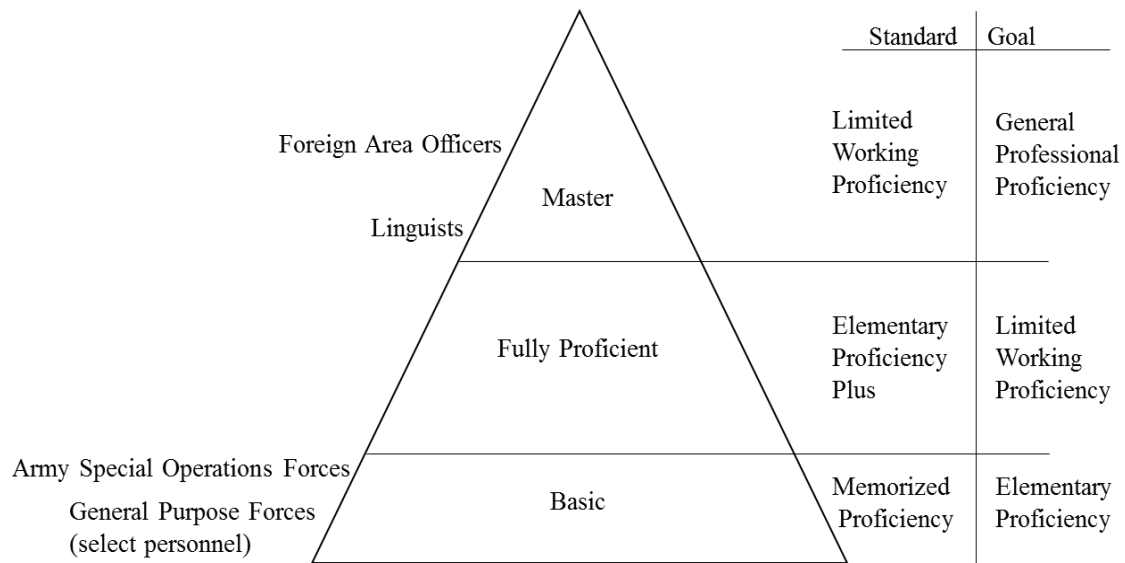 Standard Goal
Foreign Area Officers
Linguists
Master
Limited
Working
Proficiency
General
Professional
Proficiency
Fully Proficient
Elementary
Proficiency
Plus
Limited
Working
Proficiency
Army Special Operations Forces
General Purpose Forces
(select personnel)
Basic
Memorized
Proficiency
Elementary
Proficiency